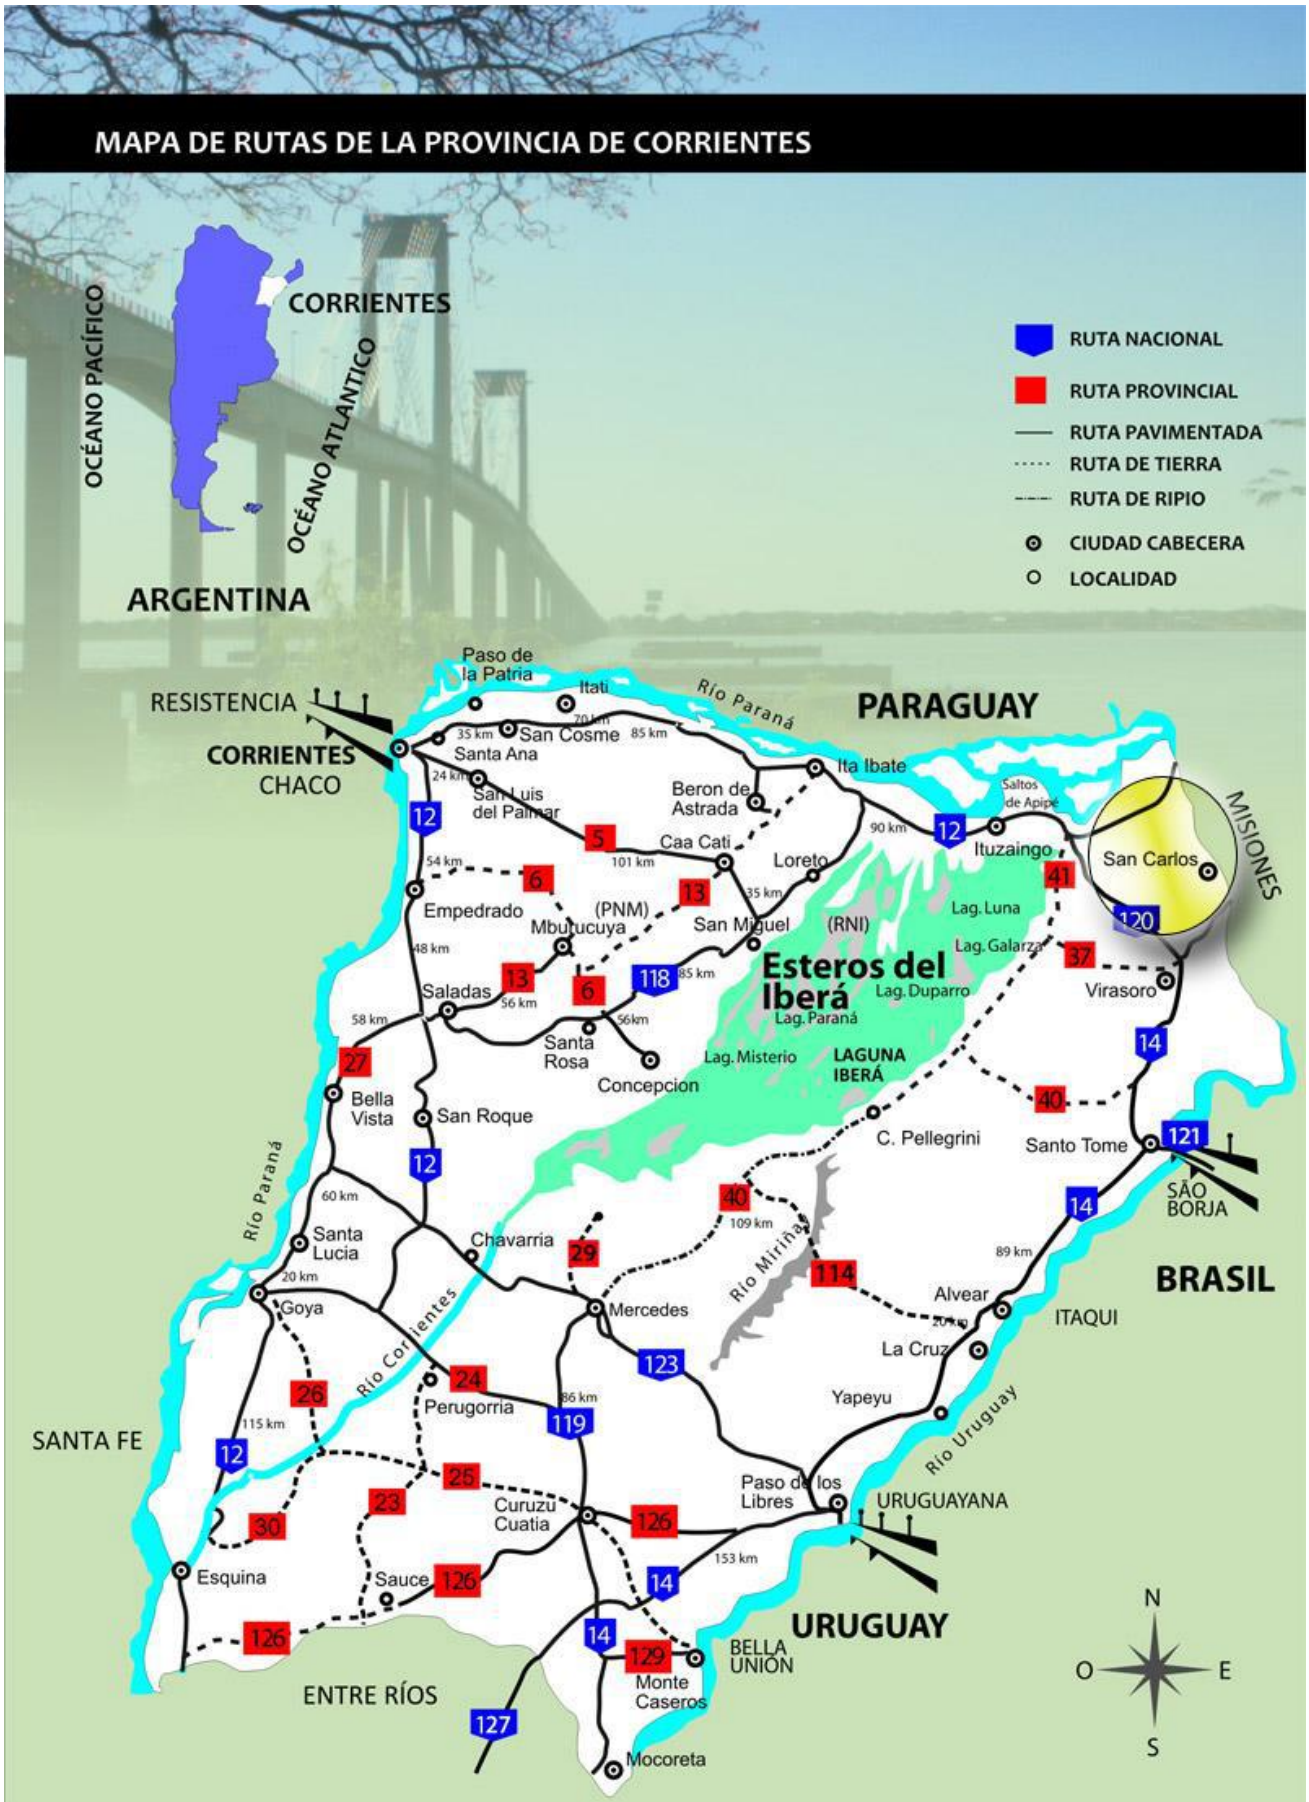 MAPA DE RUTAS DE LA PROVINCIA DE CORRIENTES
OCÉANO PACÍFICO
CORRIENTES
OCÉANO ATLANTICO
ARGENTINA
RUTA NACIONAL
RUTA PROVINCIAL
RUTA PAVIMENTADA
RUTA DE TIERRA
RUTA DE RIPIO
CIUDAD CABECERA
LOCALIDAD
Paso de
la Patria
Itati
Río Paraná
PARAGUAY
RESISTENCIA
CORRIENTES
CHACO
35 km
70 km
San Cosme
85 km
Santa Ana
24 km
San Luis
del Palmar
Ita Ibate
Beron de
Astrada
Saltos
de Apipé
MISIONES
12
5
101 km
Caa Cati
90 km
12
Ituzaingo
San Carlos
54 km
6
13
Loreto
35 km
41
Empedrado
(PNM)
Mburucuya
San Miguel
(RNI)
Lag. Luna
120
48 km
Lag. Galarza
37
13
56 km
6
118
85 km
Esteros del
Iberá
Lag. Duparro
Virasoro
Saladas
58 km
56km
Lag. Paraná
Santa
Rosa
Lag. Misterio
LAGUNA
IBERÁ
14
27
Concepcion
Bella
Vista
San Roque
40
C. Pellegrini
Santo Tome
121
Río Paraná
12
SÃO
BORJA
60 km
40
109 km
14
Santa
Lucia
Chavarria
29
Río Miriñay
89 km
20 km
114
BRASIL
Goya
Mercedes
Alvear
20km
ITAQUI
Río Corrientes
La Cruz
123
26
24
86 km
Perugorria
Yapeyu
119
115 km
SANTA FE
12
Río Uruguay
25
Paso de los
Libres
23
Curuzu
Cuatia
URUGUAYANA
30
126
153 km
Esquina
Sauce
126
14
126
14
URUGUAY
129
BELLA
UNIÓN
Monte
Caseros
ENTRE RÍOS
127
Mocoreta
N
O
E
S